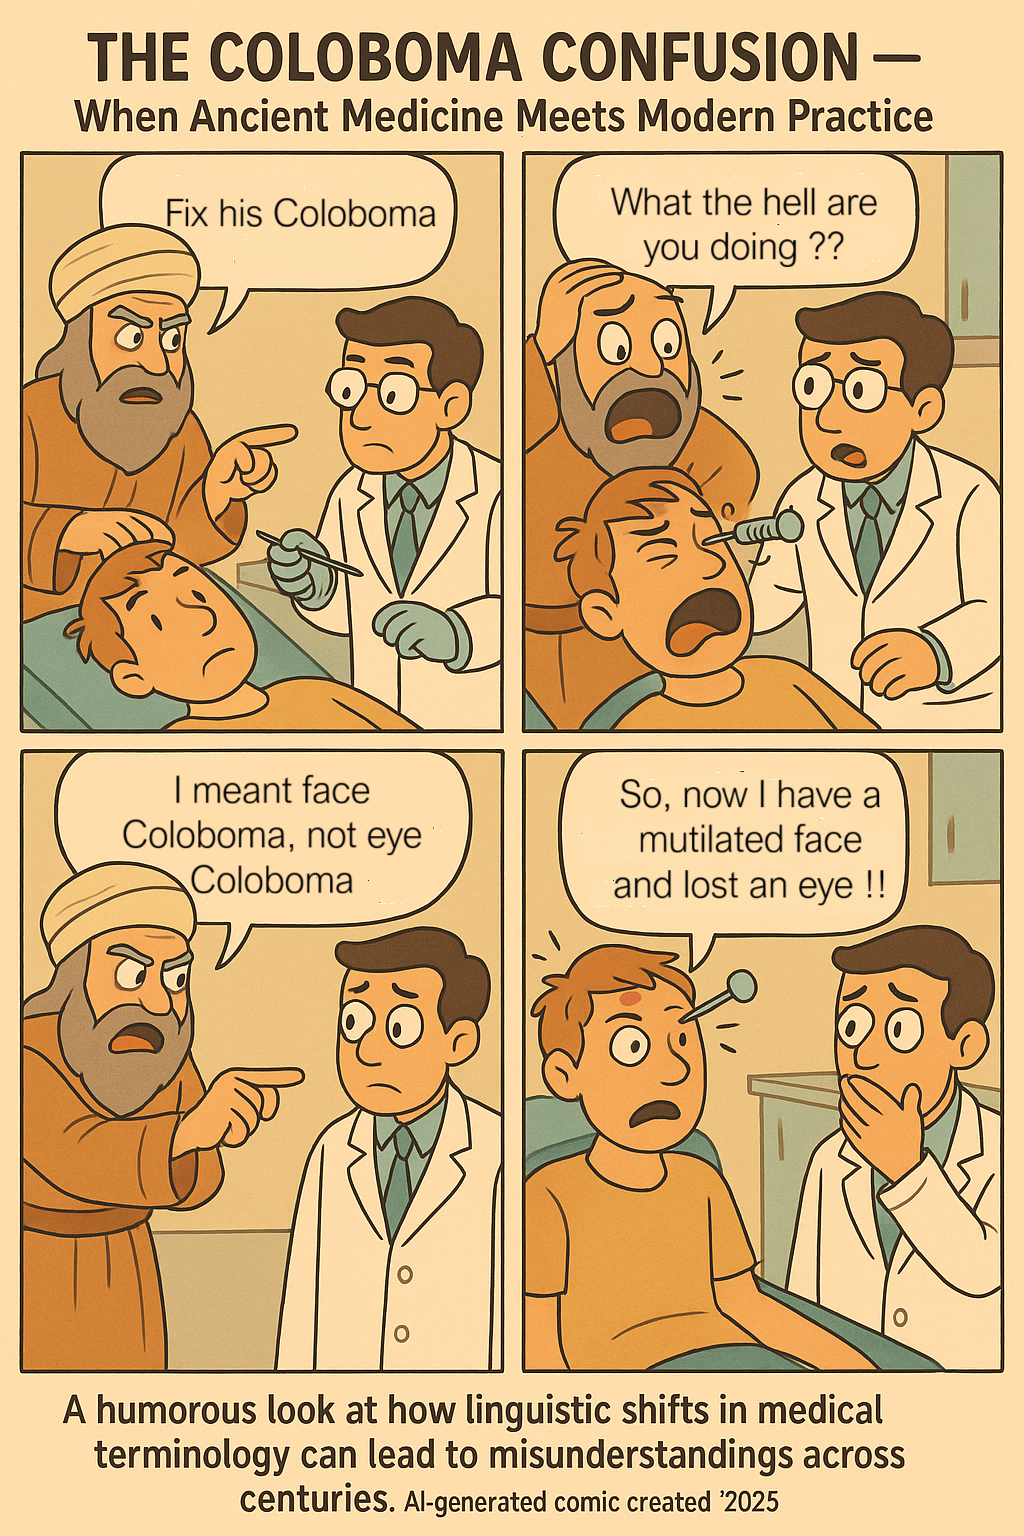 THE COLOBOMA CONFUSION —
When Ancient Medicine Meets Modern Practice
Fix his Coloboma
What the hell are
you doing ??
I meant face
Coloboma, not eye
Coloboma
So, now I have a
mutilated face
and lost an eye !!
A humorous look at how linguistic shifts in medical
terminology can lead to misunderstandings across
centuries. AI-generated comic created '2025